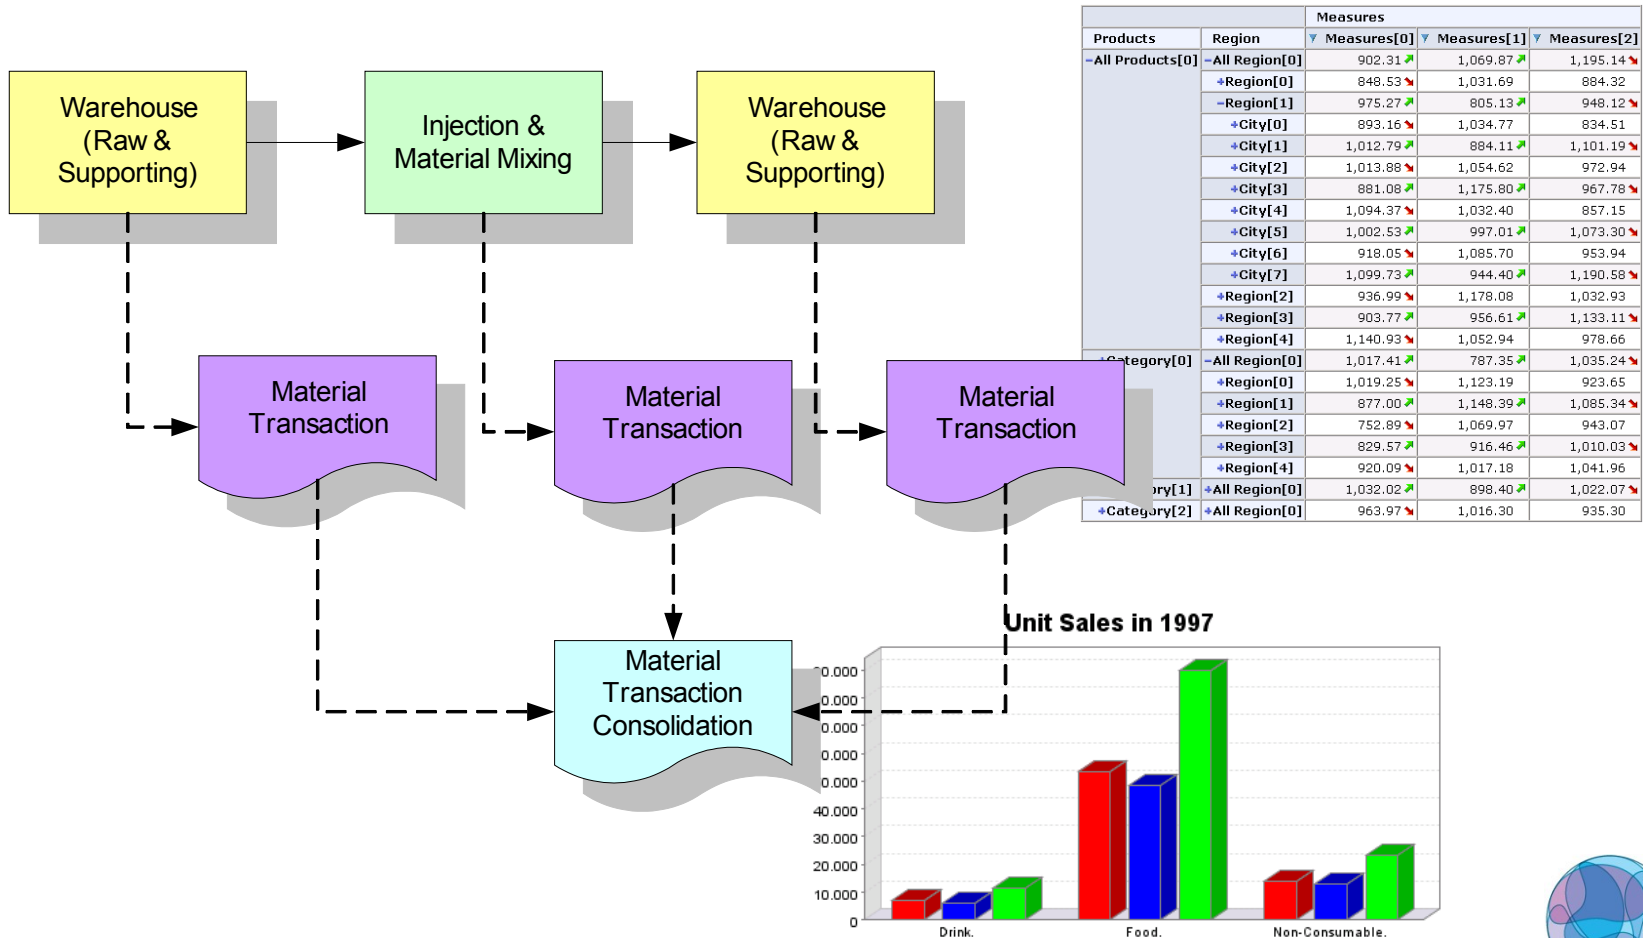 Warehouse
(Raw &
Supporting)
Injection &
Material Mixing
Warehouse
(Raw &
Supporting)
Material
Transaction
Material
Transaction
Material
Transaction
Material
Transaction
Consolidation
Measures
Products Region Measures[0] Measures[1] Measures[2]
-All Products[0] -All Region[0] 902.31 1,069.87 1,195.14
+Region[0] 848.53 1,031.69 884.32
-Region[1] 975.27 805.13 948.12
+City[0] 893.16 1,034.77 834.51
+City[1] 1,012.79 884.11 1,101.19
+City[2] 1,013.88 1,054.62 972.94
+City[3] 881.08 1,175.80 967.78
+City[4] 1,094.37 1,032.40 857.15
+City[5] 1,002.53 997.01 1,073.30
+City[6] 918.05 1,085.70 953.94
+City[7] 1,099.73 944.40 1,190.58
+Region[2] 936.99 1,178.08 1,032.93
+Region[3] 903.77 956.61 1,133.11
+Region[4] 1,140.93 1,052.94 978.66
+Category[0] -All Region[0] 1,017.41 787.35 1,035.24
+Region[0] 1,019.25 1,123.19 923.65
+Region[1] 877.00 1,148.39 1,085.34
+Region[2] 752.89 1,069.97 943.07
+Region[3] 829.57 916.46 1,010.03
+Region[4] 920.09 1,017.18 1,041.96
ry[1] +All Region[0] 1,032.02 898.40 1,022.07
+Category[2] +All Region[0] 963.97 1,016.30 935.30
Unit Sales in 1997
40.000
30.000
20.000
10.000
0
Drink. Food. Non-Consumable.